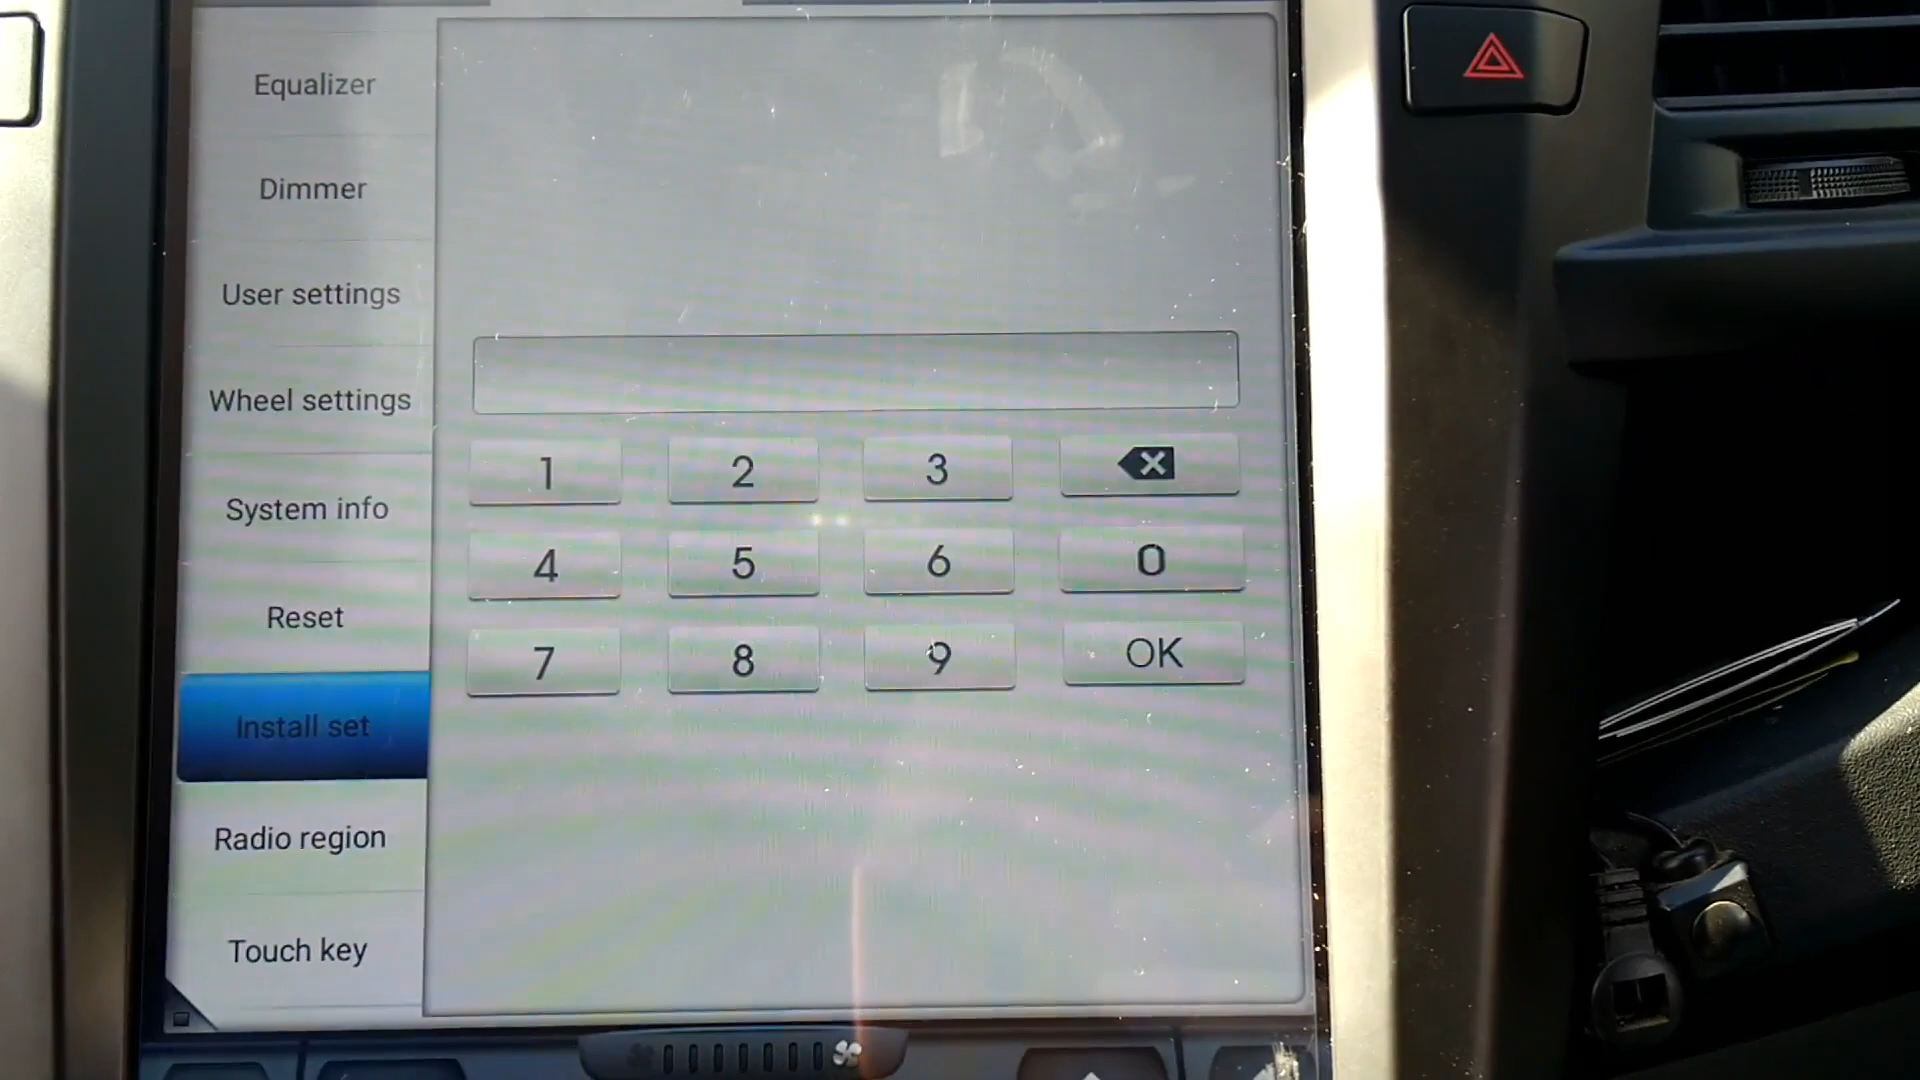 Equalizer
Dimmer
User settings
Wheel settings
System info
Reset
Install set
Radio region
Touch key
1 2 3
4 5 6 0
7 8 9 OK